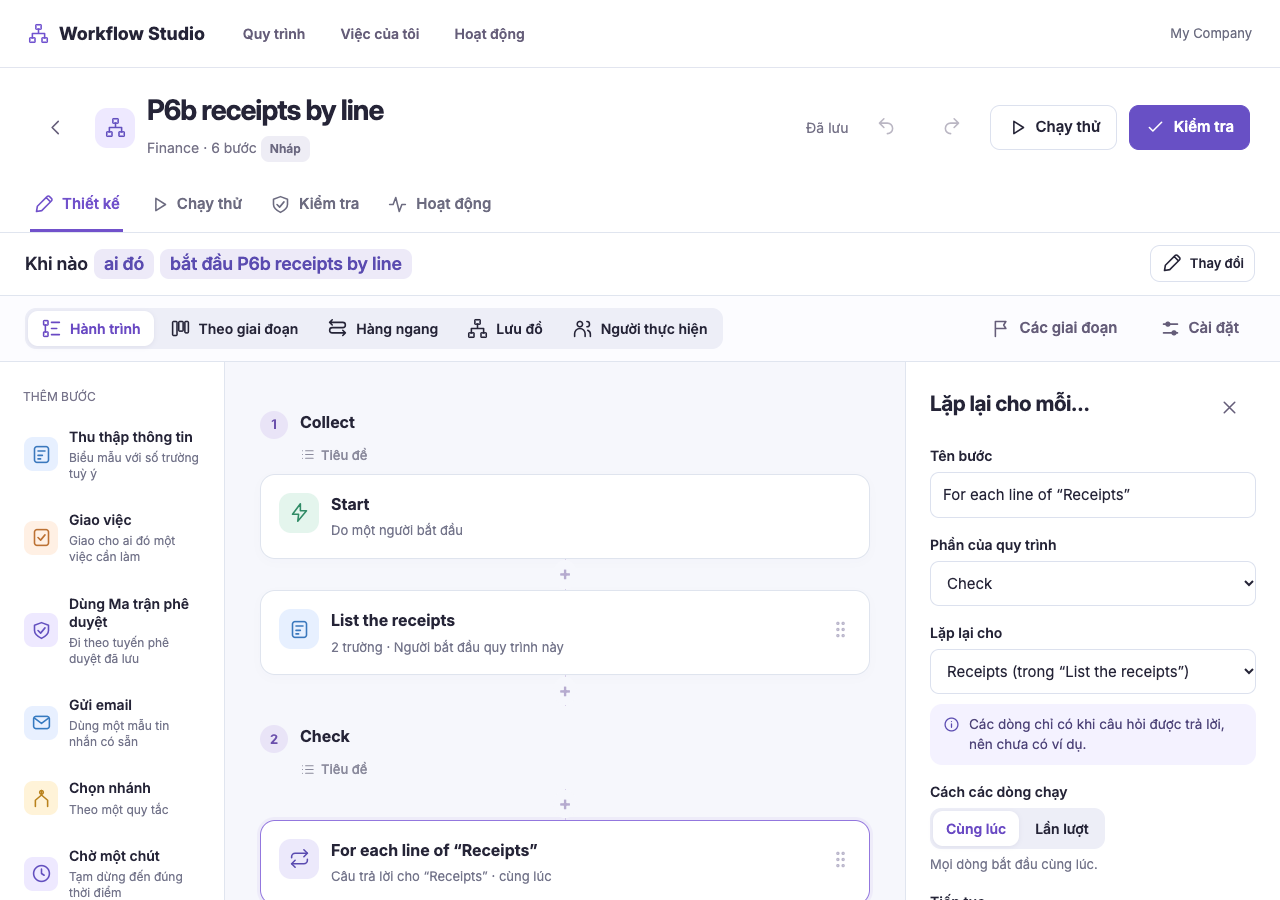 Workflow Studio
Quy trình
Việc của tôi
Hoạt động
My Company
P6b receipts by line
Finance · 6 bước
Nháp
Đã lưu
Chạy thử
Kiểm tra
Thiết kế
Chạy thử
Kiểm tra
Hoạt động
Khi nào
ai đó
bắt đầu P6b receipts by line
Thay đổi
Hành trình
Theo giai đoạn
Hàng ngang
Lưu đồ
Người thực hiện
Các giai đoạn
Cài đặt
THÊM BƯỚC
Thu thập thông tin
Biểu mẫu với số trường
tuỳ ý
Giao việc
Giao cho ai đó một
việc cần làm
Dùng Ma trận phê
duyệt
Đi theo tuyến phê
duyệt đã lưu
Gửi email
Dùng một mẫu tin
nhắn có sẵn
Chọn nhánh
Theo một quy tắc
Chờ một chút
Tạm dừng đến đúng
thời điểm
1
Collect
Tiêu đề
Start
Do một người bắt đầu
List the receipts
2 trường · Người bắt đầu quy trình này
2
Check
Tiêu đề
For each line of “Receipts”
Câu trả lời cho “Receipts” · cùng lúc
Lặp lại cho mỗi...
Tên bước
For each line of “Receipts”
Phần của quy trình
Check
Lặp lại cho
Receipts (trong “List the receipts”)
Các dòng chỉ có khi câu hỏi được trả lời,
nên chưa có ví dụ.
Cách các dòng chạy
Cùng lúc
Lần lượt
Mọi dòng bắt đầu cùng lúc.